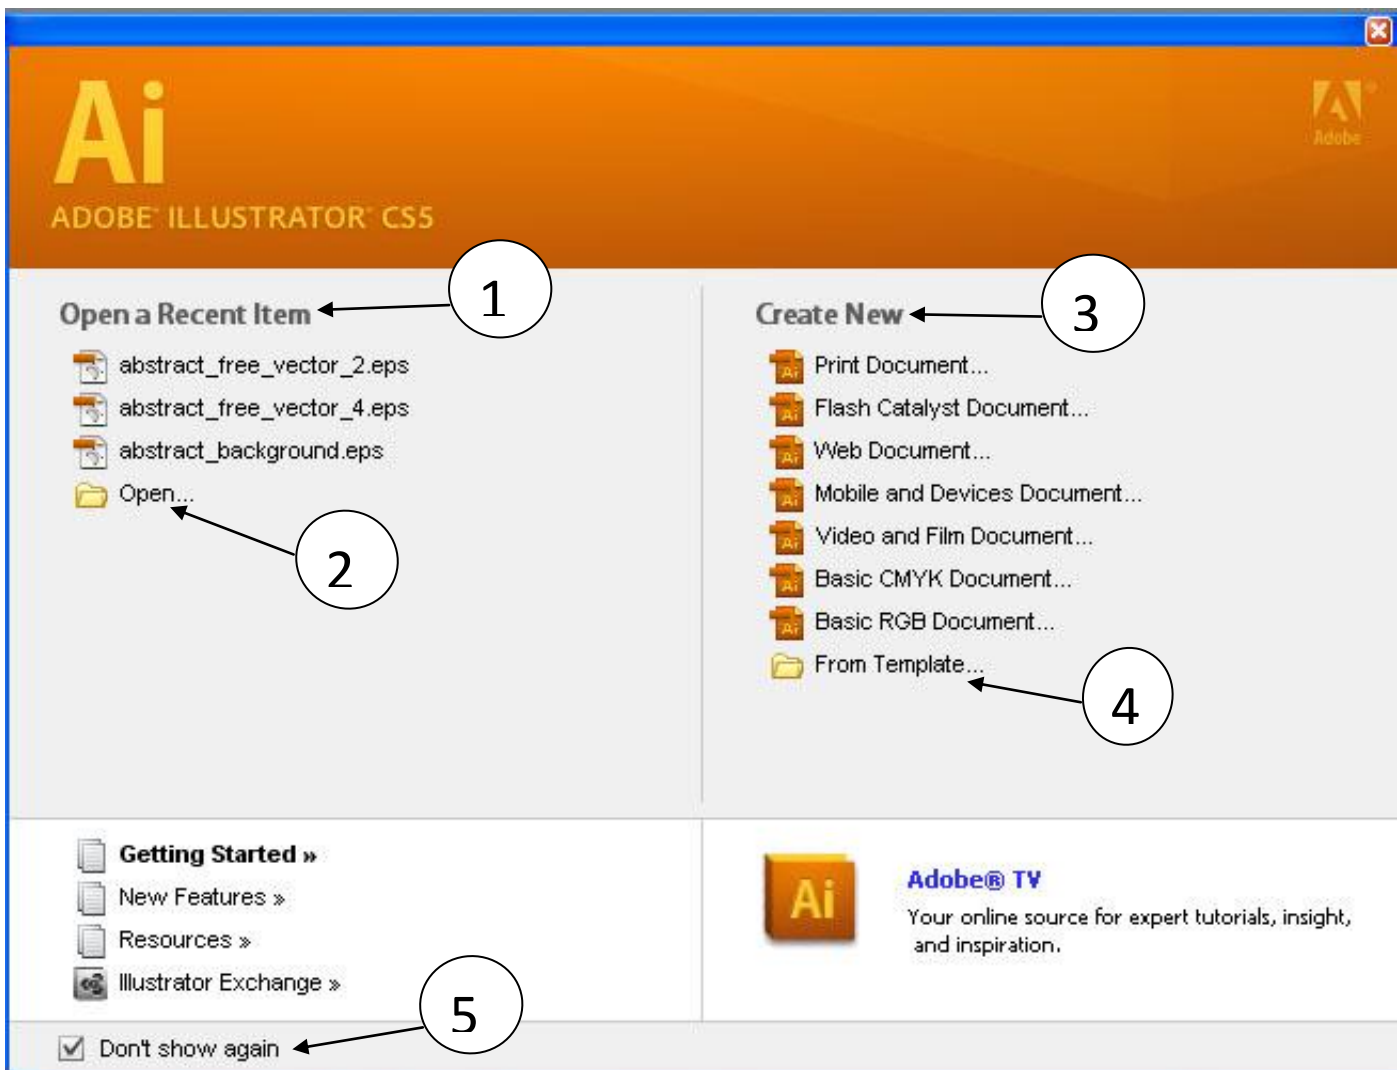 Ai
Adobe
ADOBE® ILLUSTRATOR® CS5
1
Open a Recent Item
abstract_free_vector_2.eps
abstract_free_vector_4.eps
abstract_background.eps
Open...
2
3
Create New
Print Document...
Flash Catalyst Document...
Web Document...
Mobile and Devices Document...
Video and Film Document...
Basic CMYK Document...
Basic RGB Document...
From Template...
4
Getting Started »
New Features »
Resources »
Illustrator Exchange »
Ai
Adobe® TV
Your online source for expert tutorials, insight,
and inspiration.
5
Don't show again